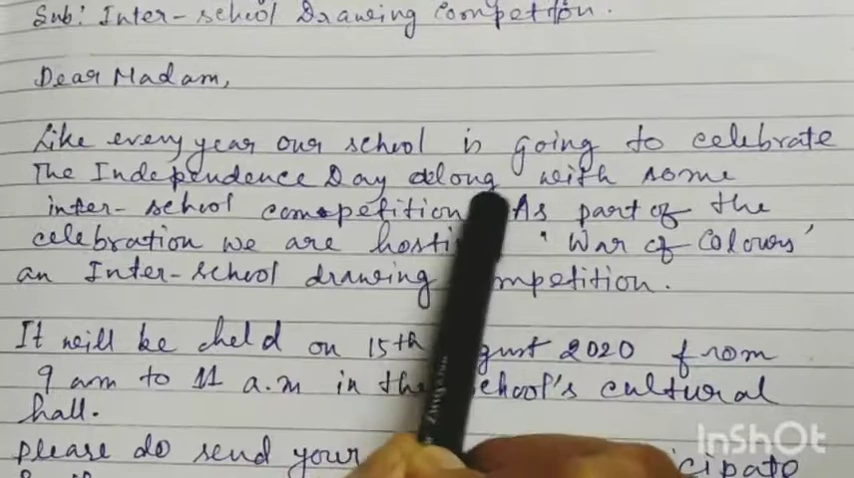 Sub: Inter-school Drawing Competition.
Dear Madam,
Like every year our school is going to celebrate
The Independence Day along with some
inter-school competition As part of the
celebration we are hosti 'War of Colours'
an Inter-school drawing mpetition.
It will be held on 15th gust 2020 from
9 am to 11 a.m in the school's cultural
hall.
Please do send your cipate
InShOt